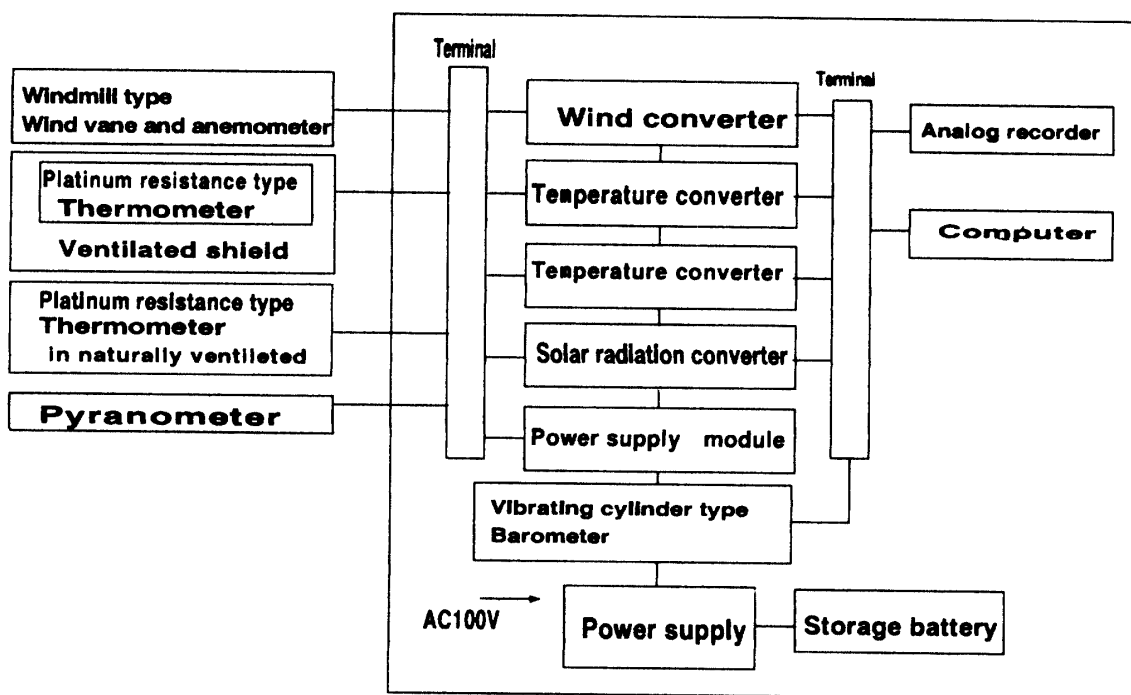 Terminal
Terminal
Windmill type
Wind vane and anemometer
Wind converter
Analog recorder
Platinum resistance type
Thermometer
Ventilated shield
Temperature converter
Computer
Temperature converter
Platinum resistance type
Thermometer
in naturally ventileted
Solar radiation converter
Pyranometer
Power supply module
Vibrating cylinder type
Barometer
AC100V
Power supply
Storage battery